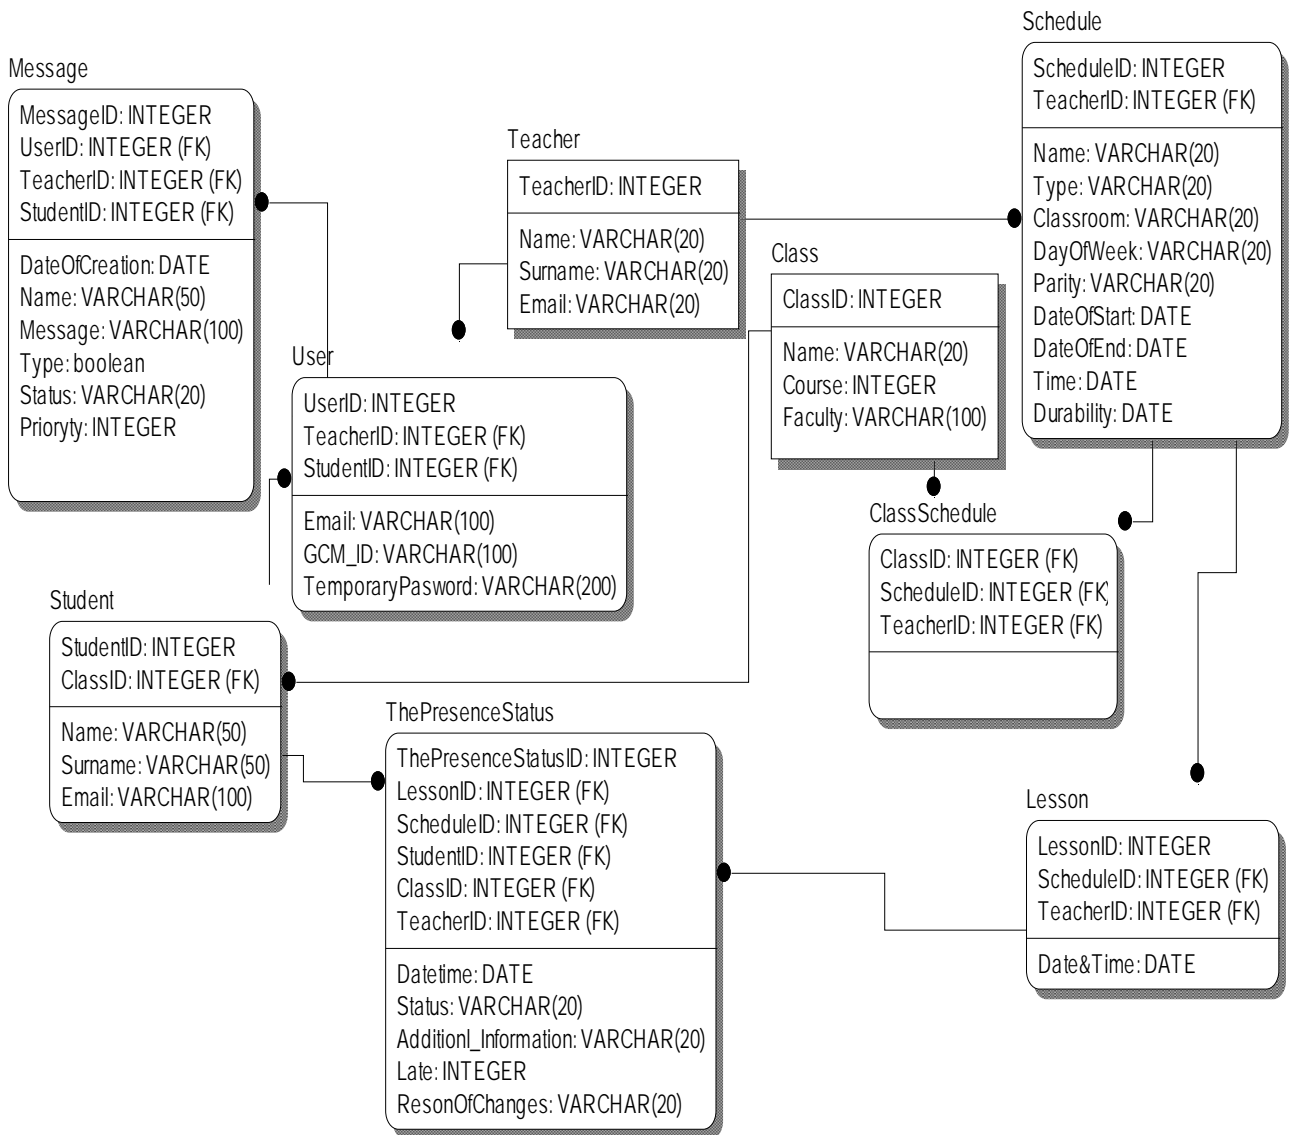 Message
MessageID: INTEGER
UserID: INTEGER (FK)
TeacherID: INTEGER (FK)
StudentID: INTEGER (FK)
DateOfCreation: DATE
Name: VARCHAR(50)
Message: VARCHAR(100)
Type: boolean
Status: VARCHAR(20)
Prioryty: INTEGER
Teacher
TeacherID: INTEGER
Name: VARCHAR(20)
Surname: VARCHAR(20)
Email: VARCHAR(20)
Schedule
ScheduleID: INTEGER
TeacherID: INTEGER (FK)
Name: VARCHAR(20)
Type: VARCHAR(20)
Classroom: VARCHAR(20)
DayOfWeek: VARCHAR(20)
Parity: VARCHAR(20)
DateOfStart: DATE
DateOfEnd: DATE
Time: DATE
Durability: DATE
Class
ClassID: INTEGER
Name: VARCHAR(20)
Course: INTEGER
Faculty: VARCHAR(100)
User
UserID: INTEGER
TeacherID: INTEGER (FK)
StudentID: INTEGER (FK)
Email: VARCHAR(100)
GCM_ID: VARCHAR(100)
TemporaryPasword: VARCHAR(200)
ClassSchedule
ClassID: INTEGER (FK)
ScheduleID: INTEGER (FK)
TeacherID: INTEGER (FK)
Student
StudentID: INTEGER
ClassID: INTEGER (FK)
Name: VARCHAR(50)
Surname: VARCHAR(50)
Email: VARCHAR(100)
ThePresenceStatus
ThePresenceStatusID: INTEGER
LessonID: INTEGER (FK)
ScheduleID: INTEGER (FK)
StudentID: INTEGER (FK)
ClassID: INTEGER (FK)
TeacherID: INTEGER (FK)
Datetime: DATE
Status: VARCHAR(20)
Additionl_Information: VARCHAR(20)
Late: INTEGER
ResonOfChanges: VARCHAR(20)
Lesson
LessonID: INTEGER
ScheduleID: INTEGER (FK)
TeacherID: INTEGER (FK)
Date&Time: DATE